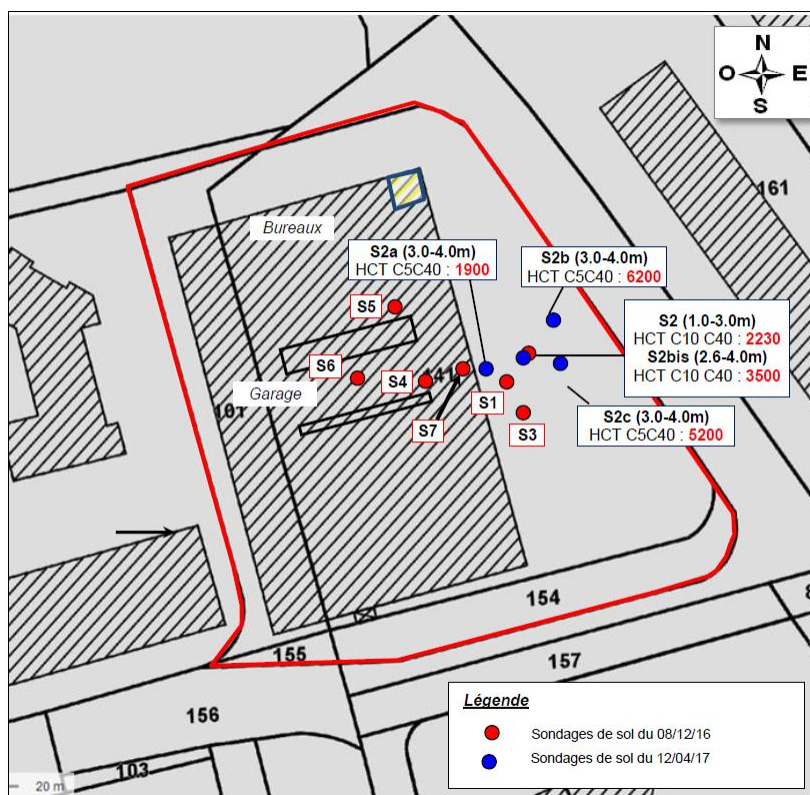 N
O E
S
161
Bureaux
S2a (3.0-4.0m)
HCT C5C40 : 1900
S2b (3.0-4.0m)
HCT C5C40 : 6200
S5
S2 (1.0-3.0m)
HCT C10 C40 : 2230
S2bis (2.6-4.0m)
HCT C10 C40 : 3500
S6
S4
141
S1
Garage
101
S7
S3
S2c (3.0-4.0m)
HCT C5C40 : 5200
154
155
157
156
103
20 m
Légende
Sondages de sol du 08/12/16
Sondages de sol du 12/04/17